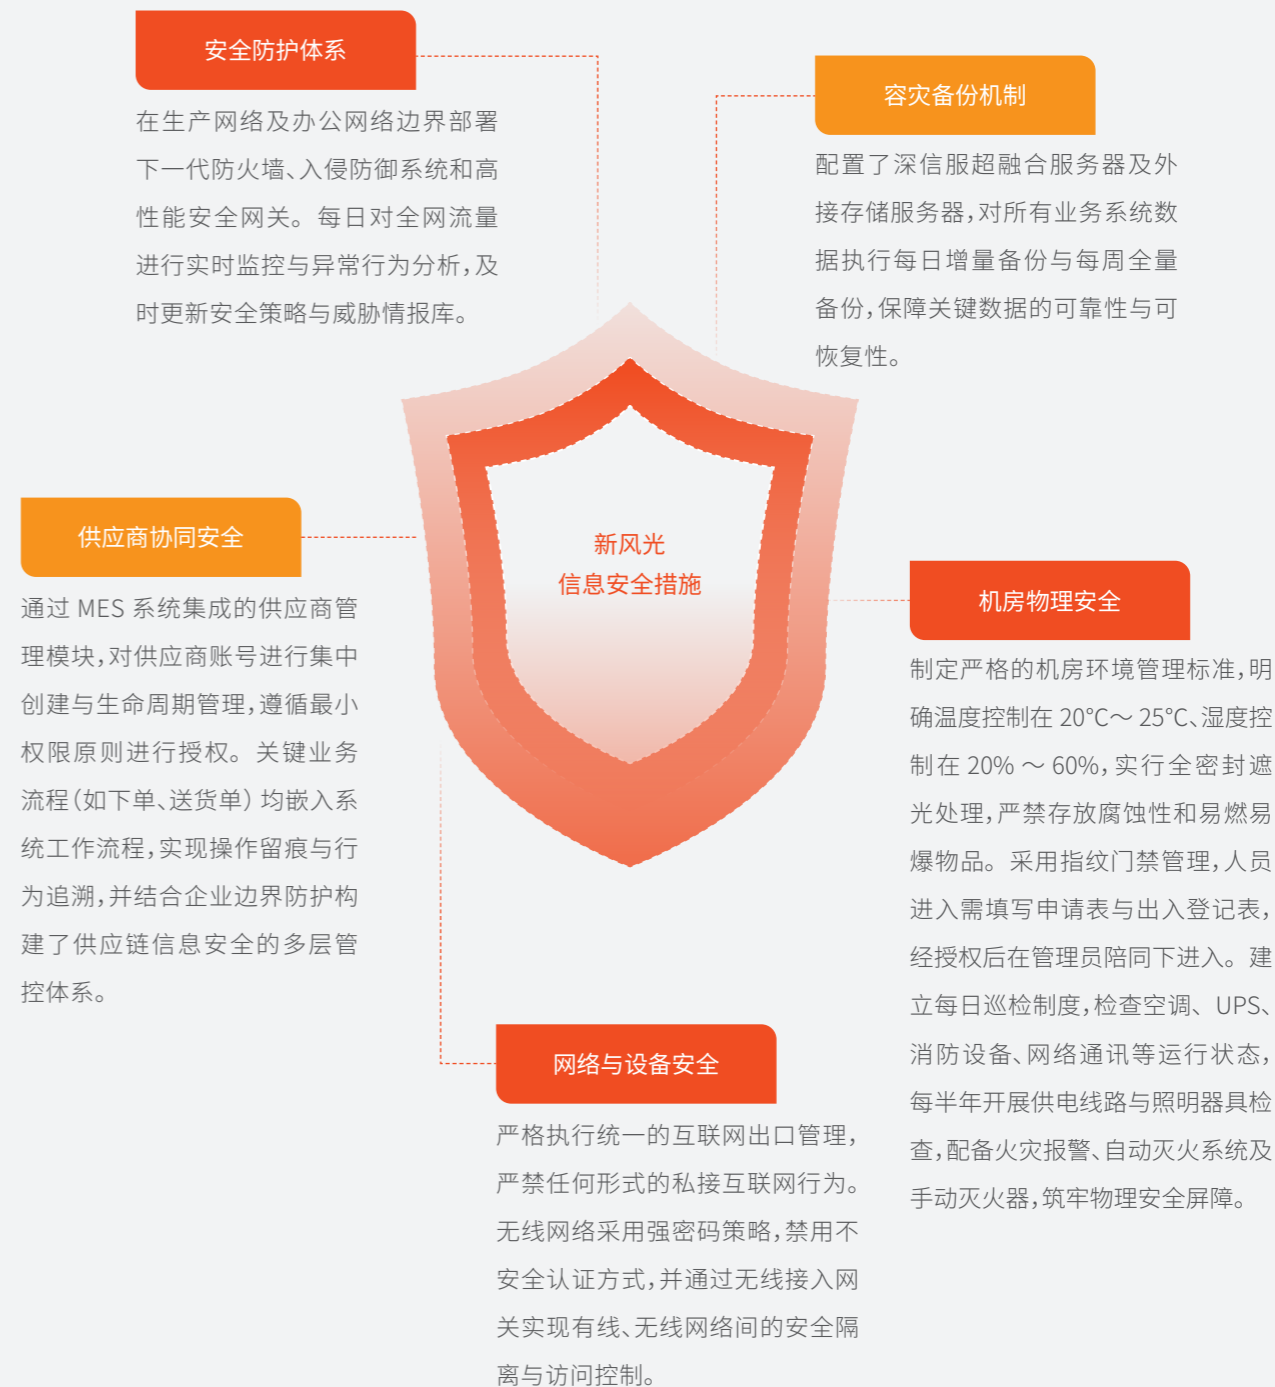 安全防护体系
在生产网络及办公网络边界部署
下一代防火墙、入侵防御系统和高
性能安全网关。每日对全网流量
进行实时监控与异常行为分析,及
时更新安全策略与威胁情报库。
容灾备份机制
配置了深信服超融合服务器及外
接存储服务器,对所有业务系统数
据执行每日增量备份与每周全量
备份,保障关键数据的可靠性与可
恢复性。
新风光
信息安全措施
供应商协同安全
通过 MES 系统集成的供应商管
理模块,对供应商账号进行集中
创建与生命周期管理,遵循最小
权限原则进行授权。关键业务
流程(如下单、送货单)均嵌入系
统工作流程,实现操作留痕与行
为追溯,并结合企业边界防护构
建了供应链信息安全的多层管
控体系。
机房物理安全
制定严格的机房环境管理标准,明
确温度控制在 20℃~ 25℃、湿度控
制在 20% ~ 60%,实行全密封遮
光处理,严禁存放腐蚀性和易燃易
爆物品。采用指纹门禁管理,人员
进入需填写申请表与出入登记表,
经授权后在管理员陪同下进入。建
立每日巡检制度,检查空调、UPS、
消防设备、网络通讯等运行状态,
每半年开展供电线路与照明器具检
查,配备火灾报警、自动灭火系统及
手动灭火器,筑牢物理安全屏障。
网络与设备安全
严格执行统一的互联网出口管理,
严禁任何形式的私接互联网行为。
无线网络采用强密码策略,禁用不
安全认证方式,并通过无线接入网
关实现有线、无线网络间的安全隔
离与访问控制。